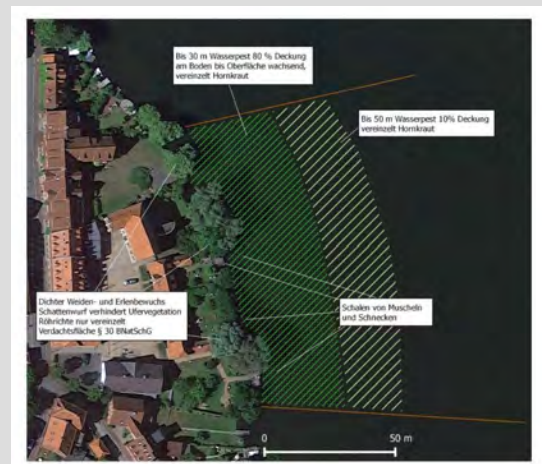 Bis 30 m Wasserpest 80 % Deckung
am Boden bis Oberfläche wachsend,
vereinzelt Hornkraut
Bis 50 m Wasserpest 10% Deckung
vereinzelt Hornkraut
Dichter Weiden- und Erlenbewuchs
Schattenwurf verhindert Ufervegetation
Röhrichte nur vereinzelt
Verdachtsfläche § 30 BNatSchG
Schalen von Muscheln
und Schnecken
0 50 m